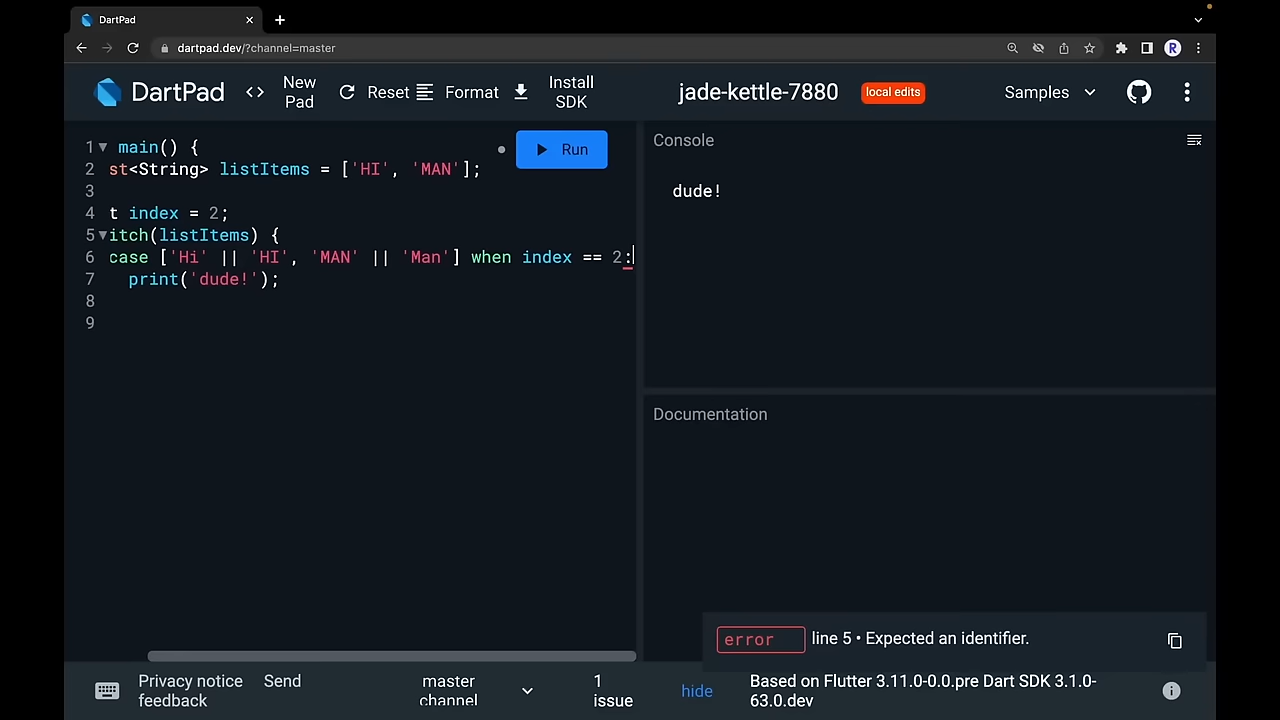 DartPad
dartpad.dev/?channel=master
R
DartPad
<> New Pad
Reset
Format
Install SDK
jade-kettle-7880
local edits
Samples
1 main() {
2 st<String> listItems = ['HI', 'MAN'];
3
4 t index = 2;
5 itch(listItems) {
6 case ['Hi' || 'HI', 'MAN' || 'Man'] when index == 2:
7 print('dude!');
8
9
Run
Console
dude!
Documentation
error line 5 • Expected an identifier.
Privacy notice
feedback
Send
master
channel
1
issue
hide
Based on Flutter 3.11.0-0.0.pre Dart SDK 3.1.0-
63.0.dev